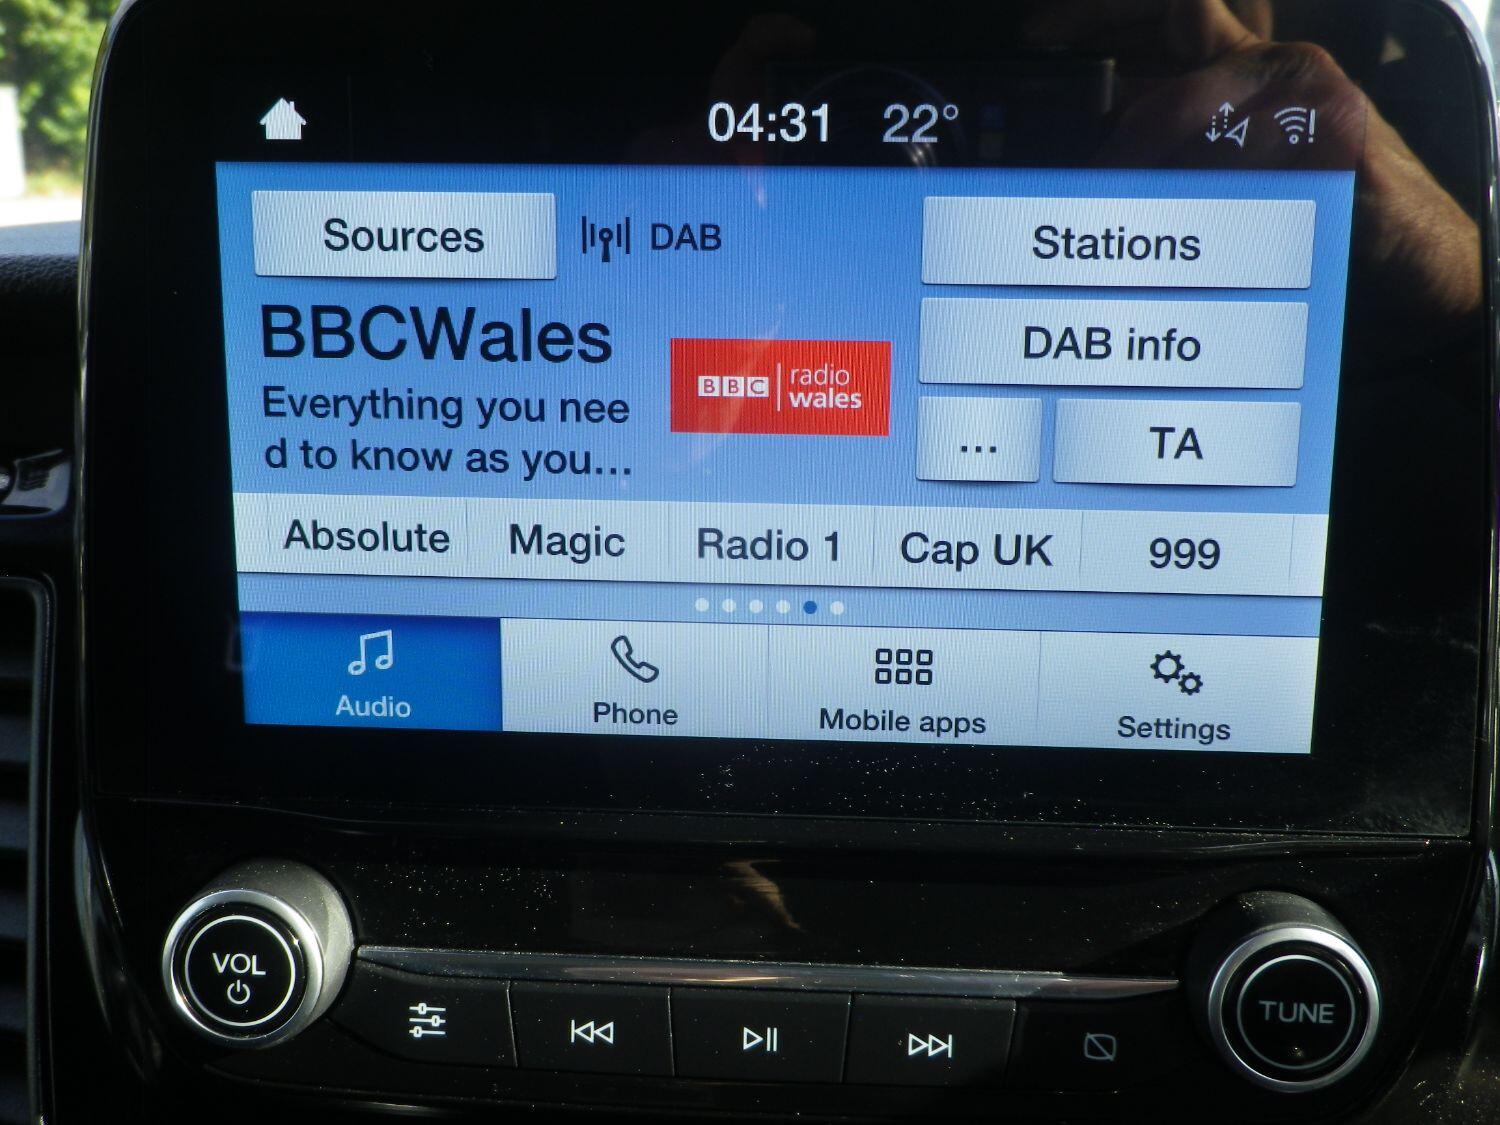 04:31 22°
Sources DAB Stations
BBCWales
DAB info
BBC radio wales
Everything you nee
d to know as you...
... TA
Absolute Magic Radio 1 Cap UK 999
Audio Phone Mobile apps Settings
VOL
TUNE